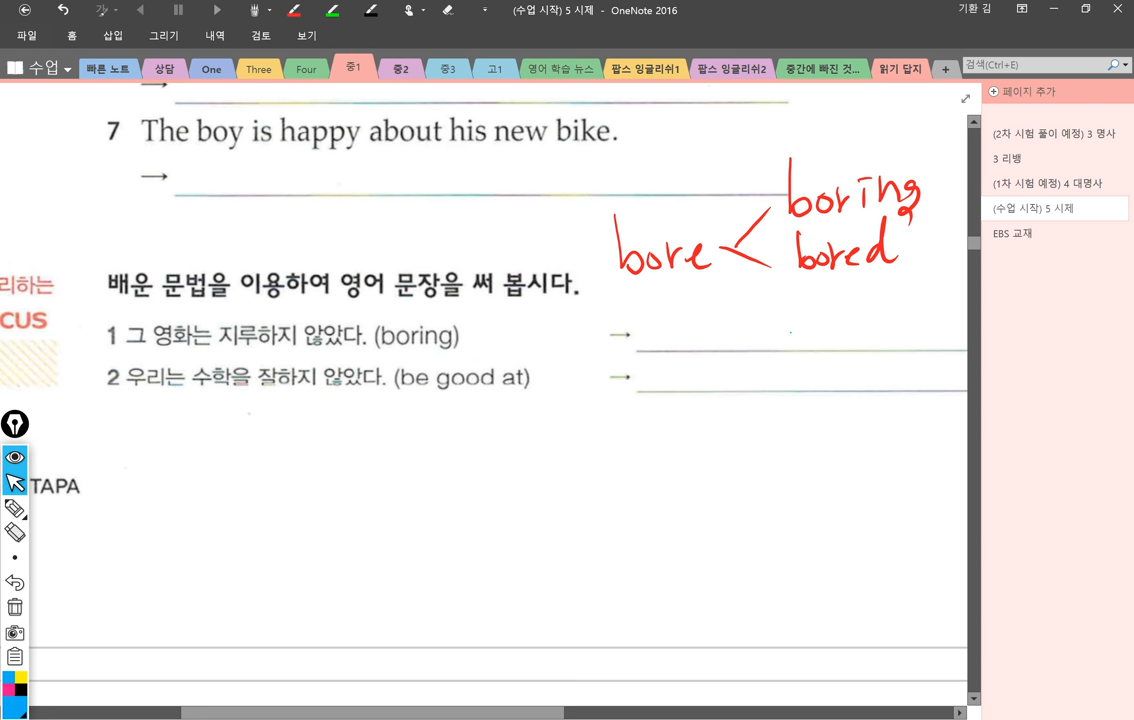 (수업 시작) 5 시제 - OneNote 2016
기환 김
파일 홈 삽입 그리기 내역 검토 보기
수업 빠른 노트 상담 One Three Four 중1 중2 중3 고1 영어 학습 뉴스 팝스 잉글리쉬1 팝스 잉글리쉬2 중간에 빠진 것... 읽기 답지 + 검색(Ctrl+E)
페이지 추가
(2차 시험 풀이 예정) 3 명사
3 리뱅
(1차 시험 예정) 4 대명사
(수업 시작) 5 시제
EBS 교재
→
7 The boy is happy about his new bike.
→
boring
bore < bored
리하는
CUS
배운 문법을 이용하여 영어 문장을 써 봅시다.
1 그 영화는 지루하지 않았다. (boring) →
2 우리는 수학을 잘하지 않았다. (be good at) →
TAPA